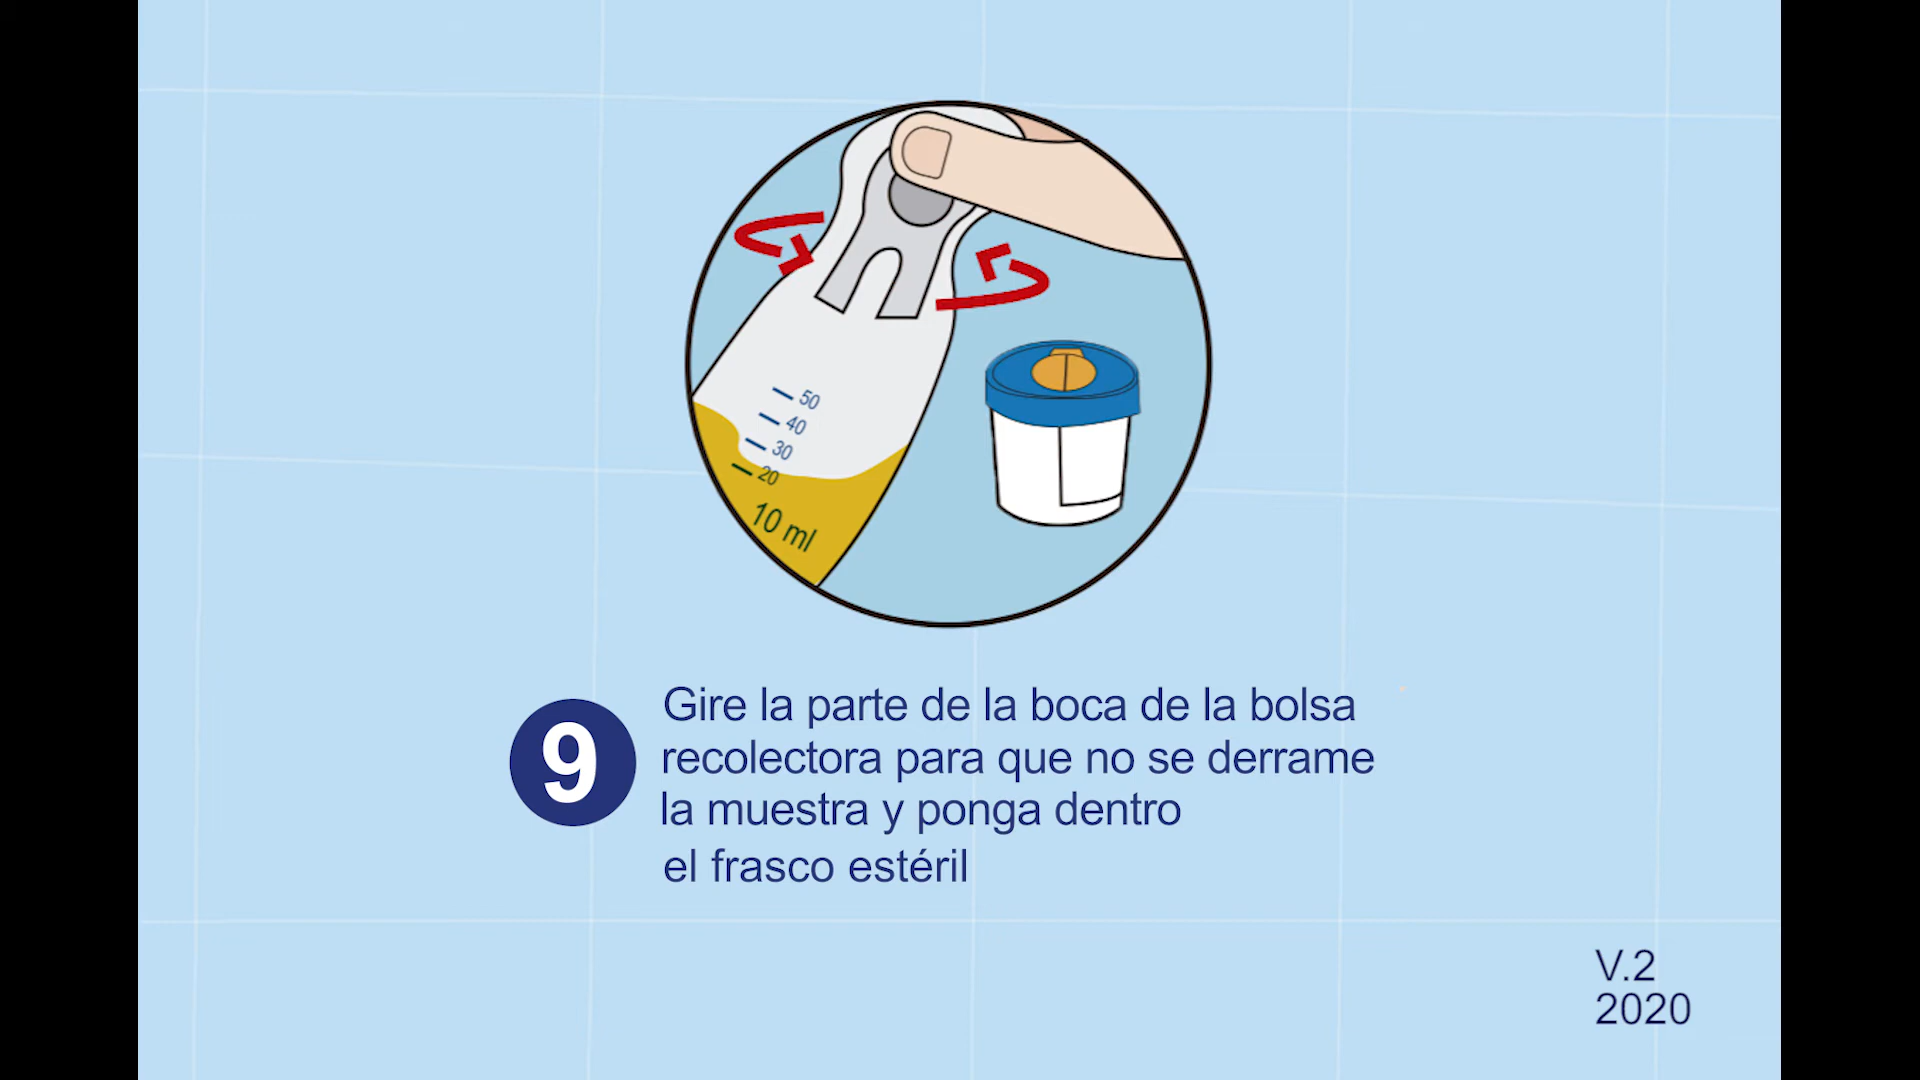 50
40
30
20
10 ml
9
Gire la parte de la boca de la bolsa
recolectora para que no se derrame
la muestra y ponga dentro
el frasco estéril
V.2
2020